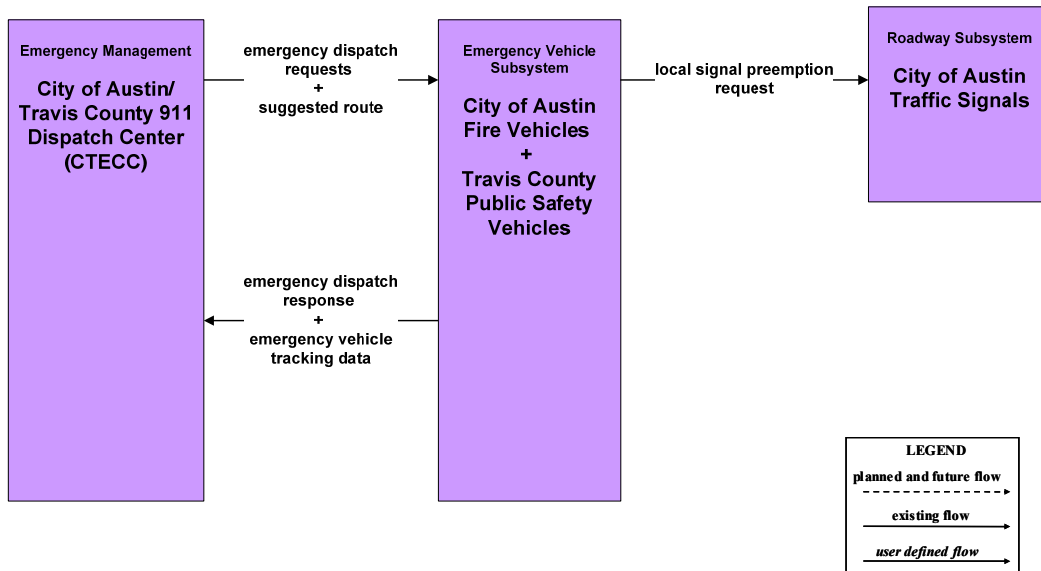 Emergency Management
City of Austin/
Travis County 911
Dispatch Center
(CTECC)
emergency dispatch
requests
+
suggested route
emergency dispatch
response
+
emergency vehicle
tracking data
Emergency Vehicle
Subsystem
City of Austin
Fire Vehicles
+
Travis County
Public Safety
Vehicles
local signal preemption
request
Roadway Subsystem
City of Austin
Traffic Signals
LEGEND
planned and future flow
existing flow
user defined flow